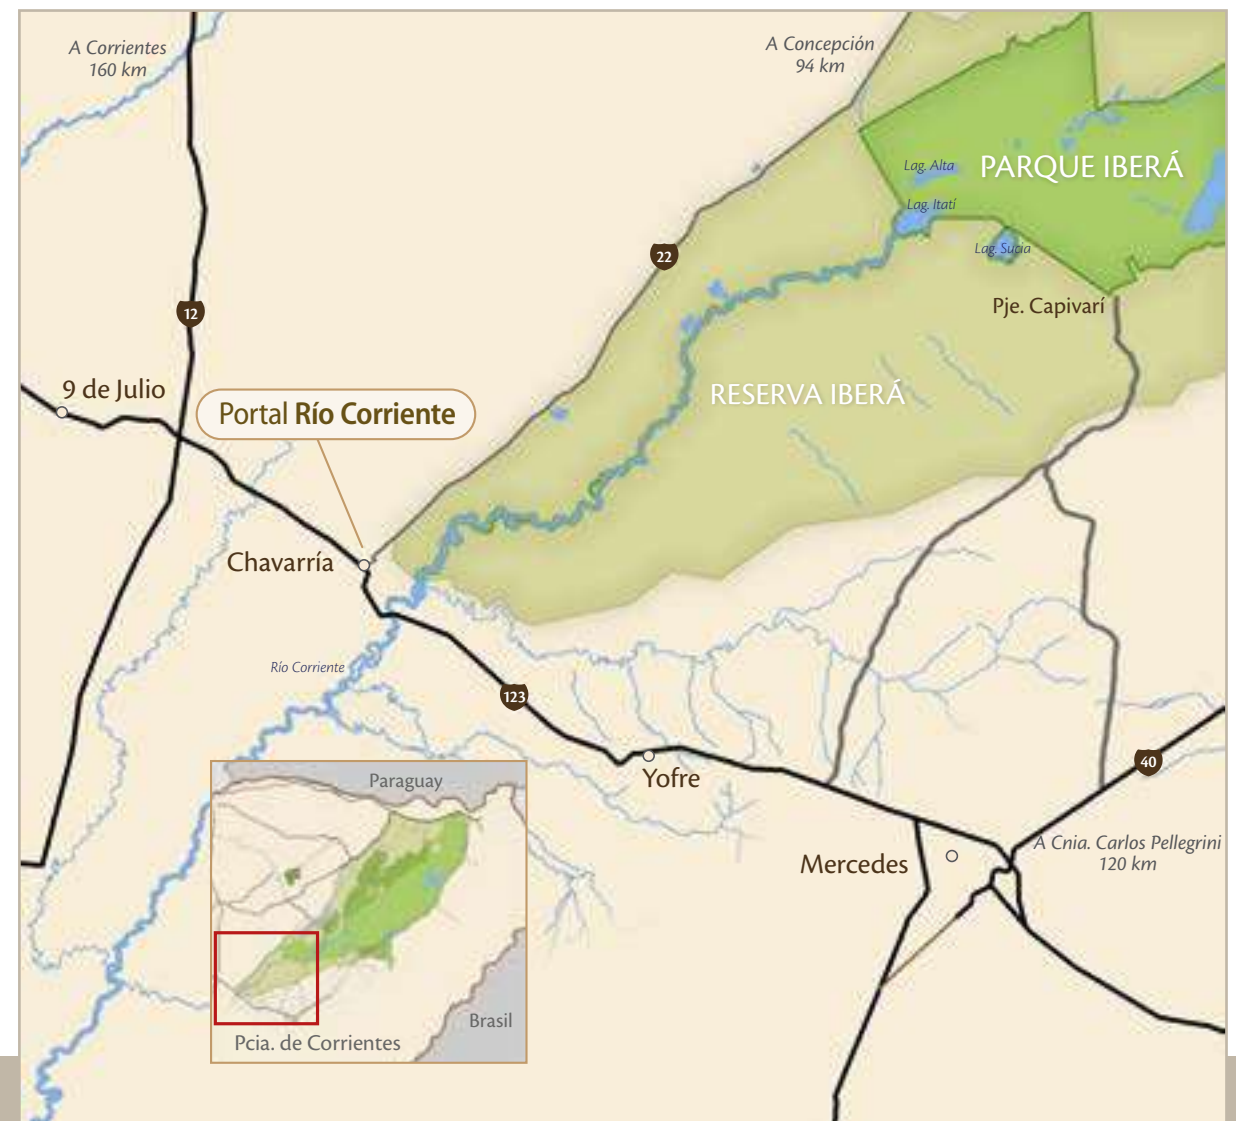 A Corrientes
160 km
A Concepción
94 km
Lag. Alta
PARQUE IBERÁ
Lag. Itatí
Lag. Sucia
22
Pje. Capivarí
12
9 de Julio
RESERVA IBERÁ
Portal Río Corriente
Chavarría
Río Corriente
123
Yofre
40
Paraguay
A Cnia. Carlos Pellegrini
120 km
Mercedes
Brasil
Pcia. de Corrientes